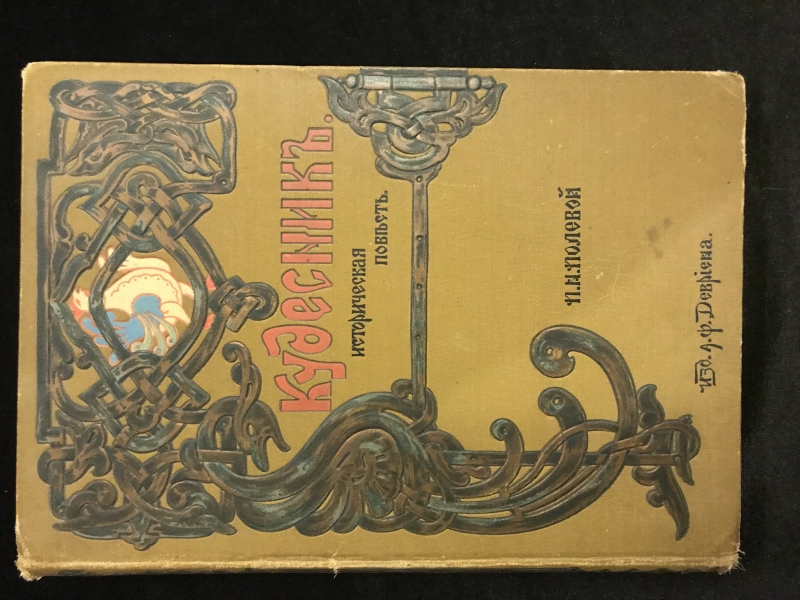 Кудесникъ.
историческая
повѣсть.
П.Н.Полевой
изд. А.Ф.Девріена.